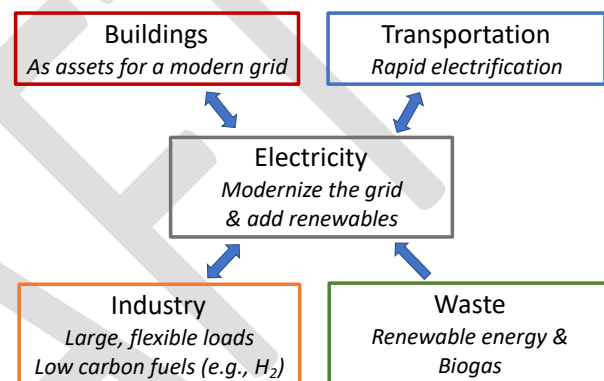 Buildings
As assets for a modern grid
Transportation
Rapid electrification
Electricity
Modernize the grid
& add renewables
Industry
Large, flexible loads
Low carbon fuels (e.g., H₂)
Waste
Renewable energy &
Biogas